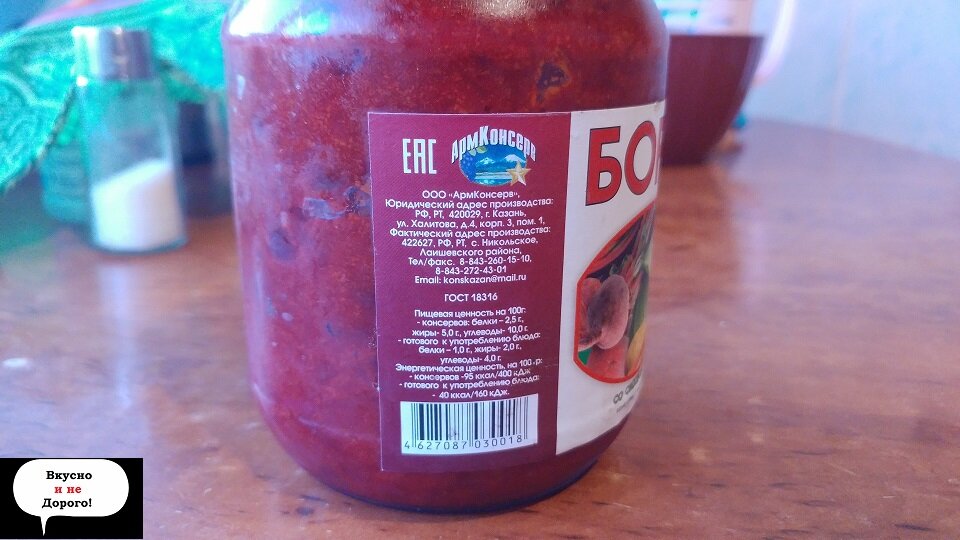 ЕАС
АрмКонсерв
ООО «АрмКонсерв»,
Юридический адрес производства:
РФ, РТ, 420029, г. Казань,
ул. Халитова, д.4, корп. 3, пом. 1,
Фактический адрес производства:
422627, РФ, РТ, с. Никольское,
Лаишевского района,
Тел/факс. 8-843-260-15-10,
8-843-272-43-01
Email: konskazan@mail.ru
ГОСТ 18316
Пищевая ценность на 100г:
- консервов: белки – 2,5 г.,
жиры- 5,0 г., углеводы- 10,0 г.
- готового к употреблению блюда:
белки – 1,0 г., жиры- 2,0 г.,
углеводы- 4,0 г.
Энергетическая ценность, на 100 г.р:
- консервов -95 ккал/400 кДж
- готового к употреблению блюда:
- 40 ккал/160 кДж.
4 627087 030018
БО
со
Вкусно
и не
Дорого!